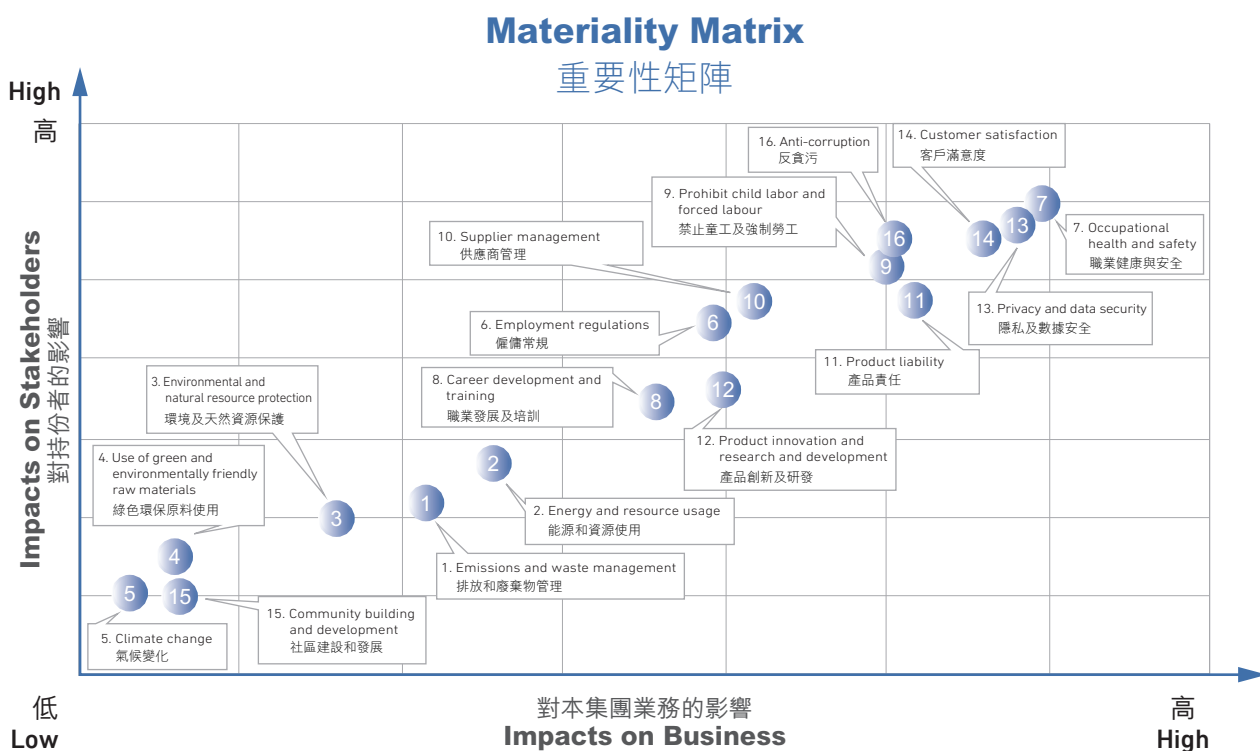 Materiality Matrix
重要性矩陣
High
高
Impacts on Stakeholders
對持份者的影響
16. Anti-corruption
反貪污
14. Customer satisfaction
客戶滿意度
9. Prohibit child labor and
forced labour
禁止童工及強制勞工
7
7. Occupational
health and safety
職業健康與安全
10. Supplier management
供應商管理
16
14
13
9
10
11
13. Privacy and data security
隱私及數據安全
6. Employment regulations
僱傭常規
6
11. Product liability
產品責任
3. Environmental and
natural resource protection
環境及天然資源保護
8. Career development and
training
職業發展及培訓
8
12
12. Product innovation and
research and development
產品創新及研發
4. Use of green and
environmentally friendly
raw materials
綠色環保原料使用
2
1
3
2. Energy and resource usage
能源和資源使用
4
1. Emissions and waste management
排放和廢棄物管理
5
15
15. Community building
and development
社區建設和發展
5. Climate change
氣候變化
低
Low
對本集團業務的影響
Impacts on Business
高
High